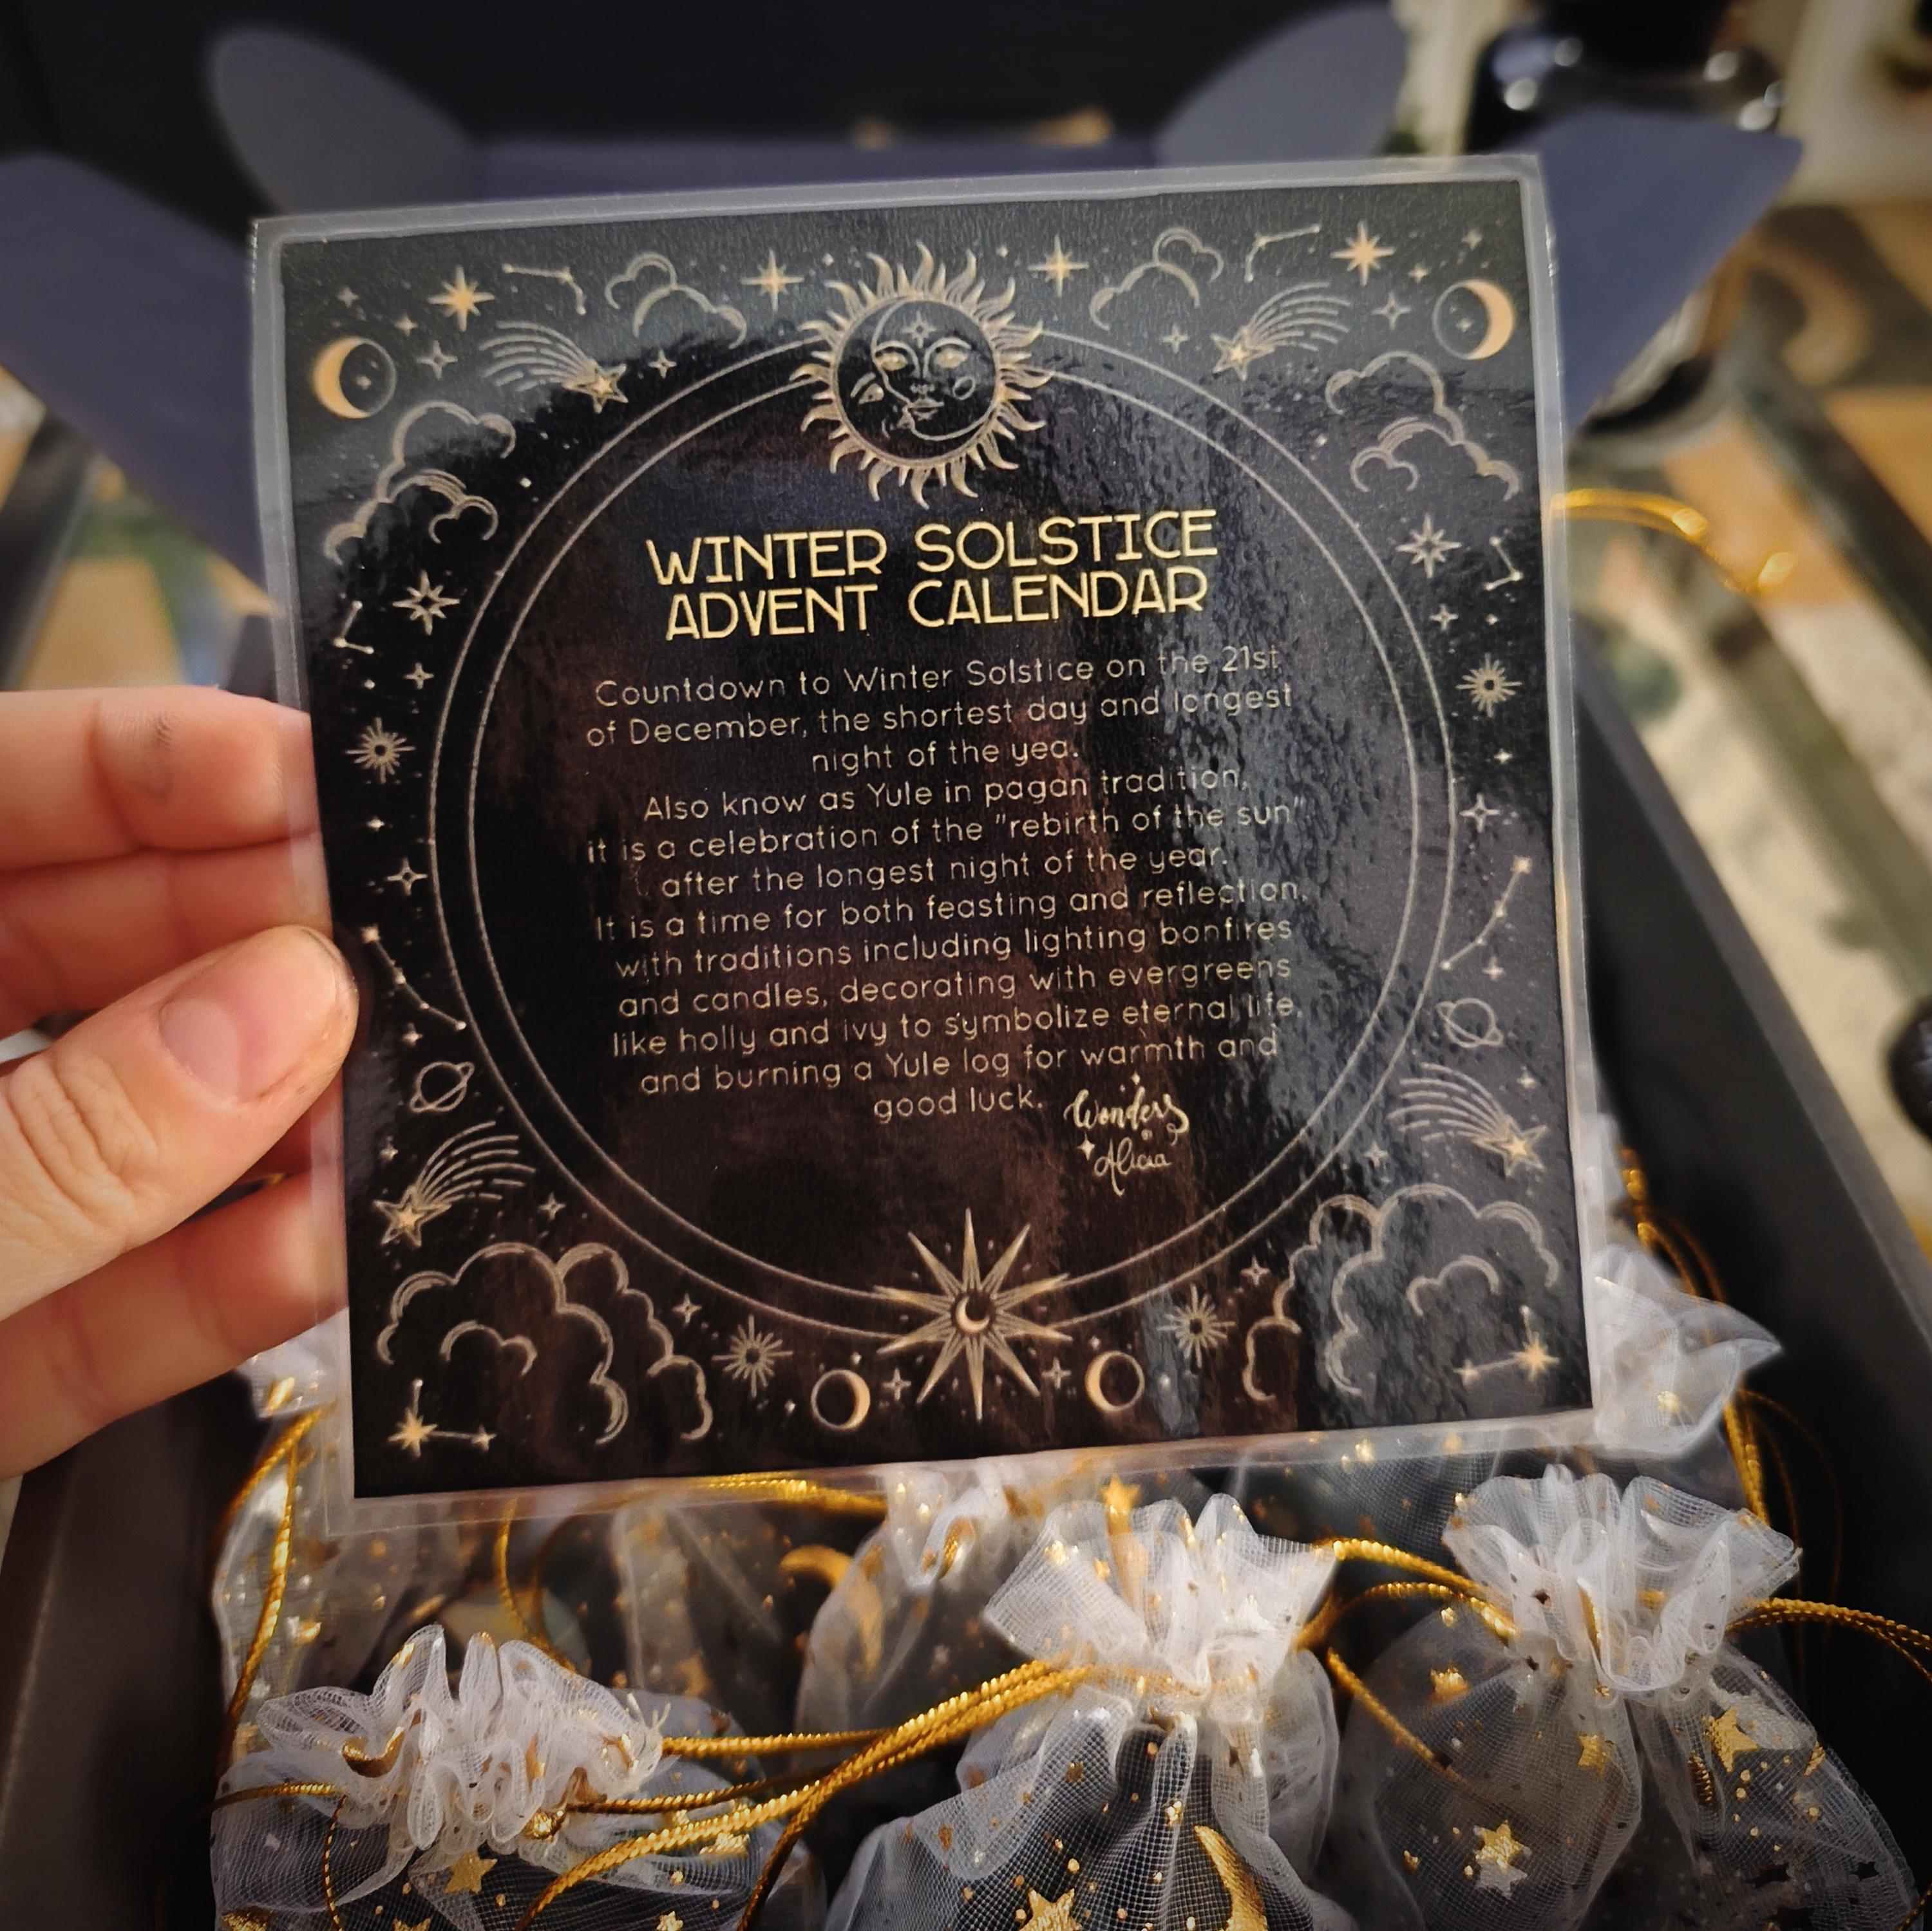 WINTER SOLSTICE
ADVENT CALENDAR
Countdown to Winter Solstice on the 21st
of December, the shortest day and longest
night of the yea.
Also know as Yule in pagan tradition,
it is a celebration of the "rebirth of the sun"
after the longest night of the year.
It is a time for both feasting and reflection,
with traditions including lighting bonfires
and candles, decorating with evergreens
like holly and ivy to symbolize eternal life,
and burning a Yule log for warmth and
good luck.
Wonders
of
Alicia